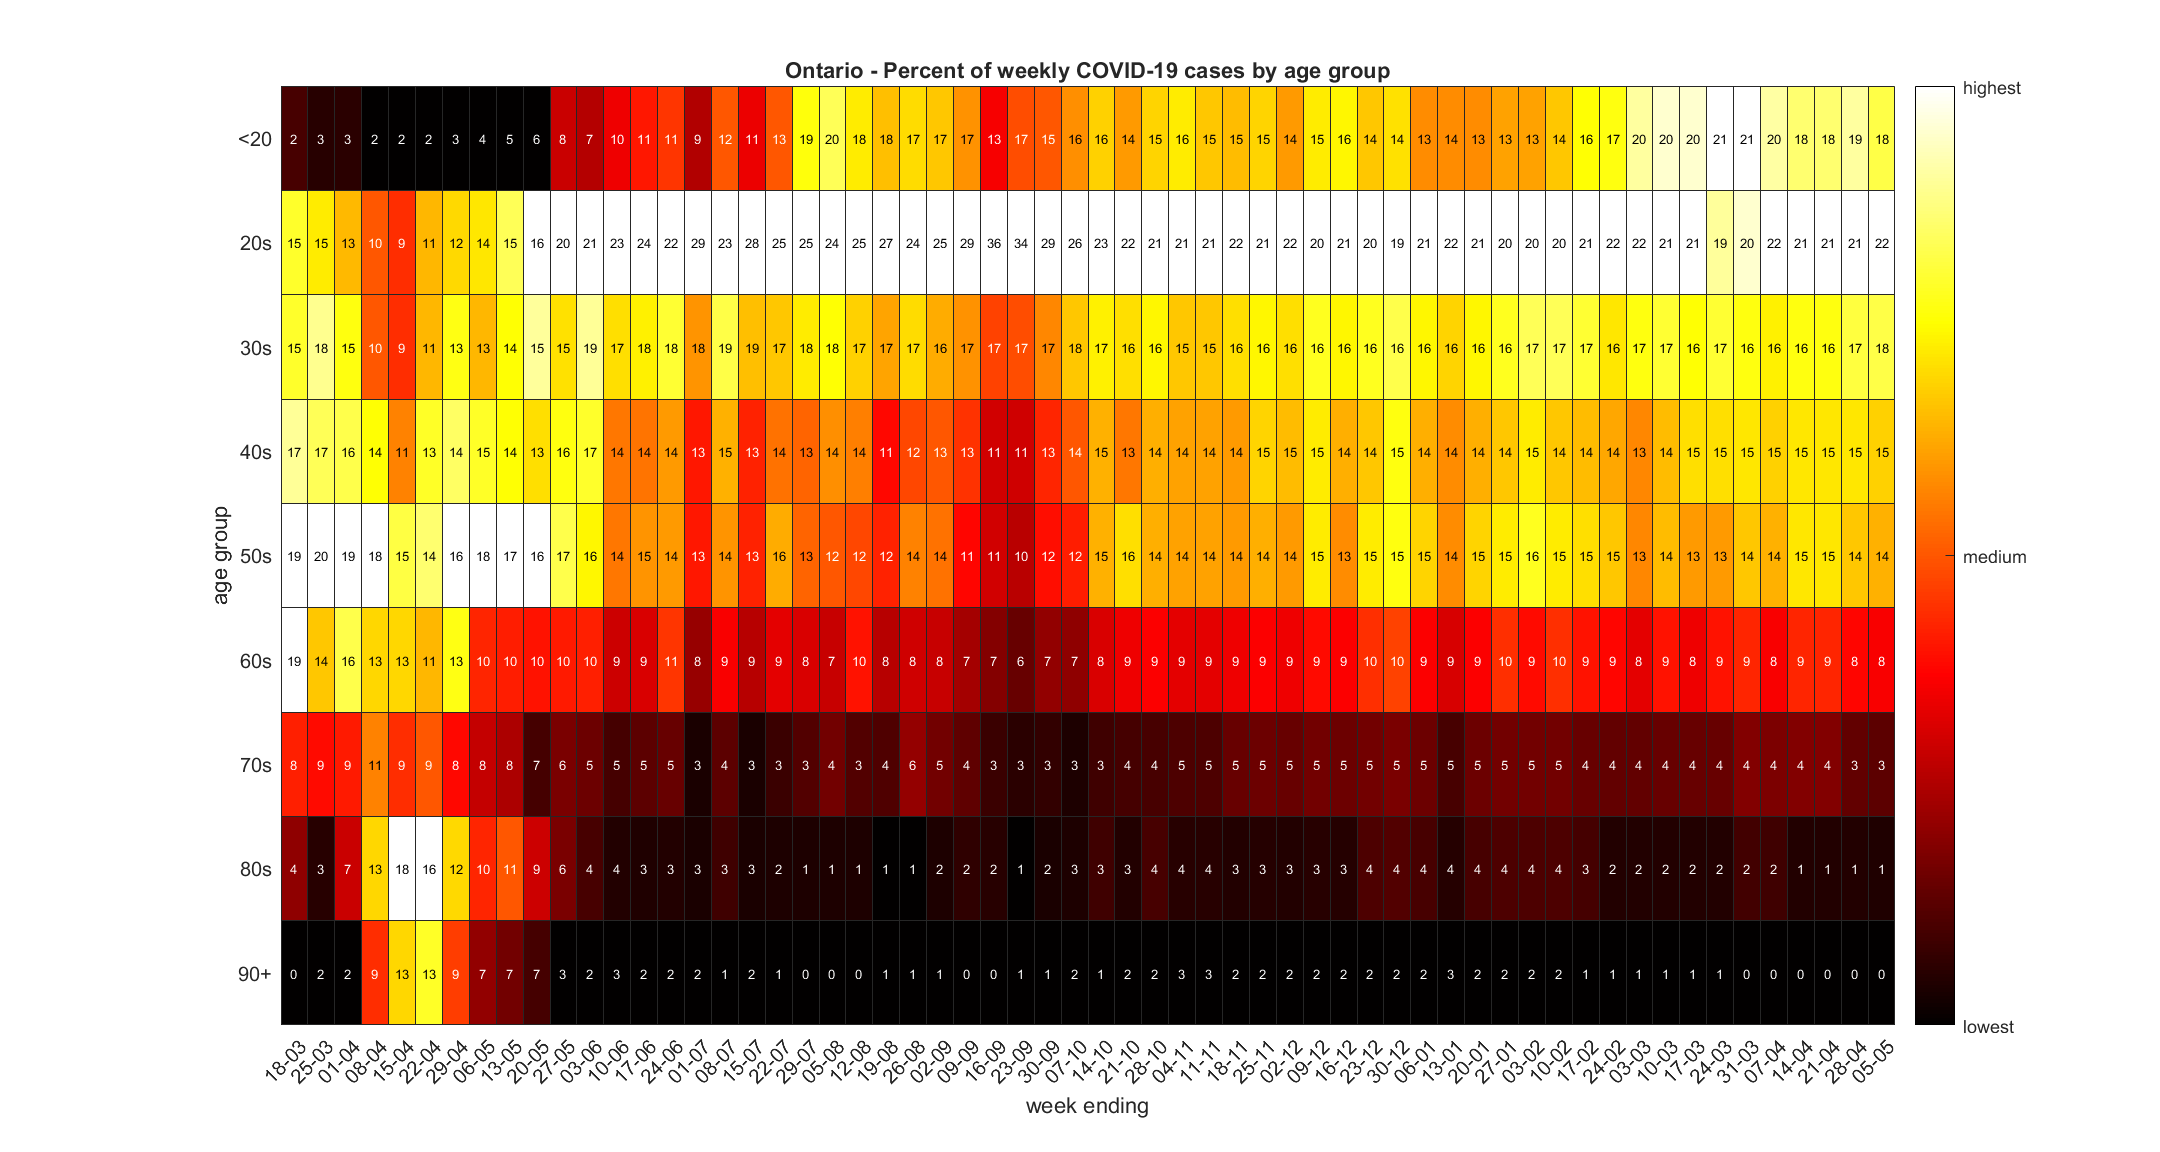 Ontario - Percent of weekly COVID-19 cases by age group
highest
<20 2 3 3 2 2 2 3 4 5 6 8 7 10 11 11 9 12 11 13 19 20 18 18 17 17 17 13 17 15 16 16 14 15 16 15 15 15 14 15 16 14 14 13 14 13 13 13 14 16 17 20 20 20 21 21 20 18 18 19 18
20s 15 15 13 10 9 11 12 14 15 16 20 21 23 24 22 29 23 28 25 25 24 25 27 24 25 29 36 34 29 26 23 22 21 21 21 22 21 22 20 21 20 19 21 22 21 20 20 20 21 22 22 21 21 19 20 22 21 21 21 22
30s 15 18 15 10 9 11 13 13 14 15 15 19 17 18 18 18 19 19 17 18 18 17 17 17 16 17 17 17 17 18 17 16 16 15 15 16 16 16 16 16 16 16 16 16 16 16 17 17 17 16 17 17 16 17 16 16 16 16 17 18
40s 17 17 16 14 11 13 14 15 14 13 16 17 14 14 14 13 15 13 14 13 14 14 11 12 13 13 11 11 13 14 15 13 14 14 14 14 15 15 15 14 14 15 14 14 14 14 15 14 14 14 13 14 15 15 15 15 15 15 15 15
age group
50s 19 20 19 18 15 14 16 18 17 16 17 16 14 15 14 13 14 13 16 13 12 12 12 14 14 11 11 10 12 12 15 16 14 14 14 14 14 14 15 13 15 15 15 14 15 15 16 15 15 15 13 14 13 13 14 14 15 15 14 14
medium
60s 19 14 16 13 13 11 13 10 10 10 10 10 9 9 11 8 9 9 9 8 7 10 8 8 8 7 7 6 7 7 8 9 9 9 9 9 9 9 9 9 10 10 9 9 9 10 9 10 9 9 8 9 8 9 9 8 9 9 8 8
70s 8 9 9 11 9 9 8 8 8 7 6 5 5 5 5 3 4 3 3 3 4 3 4 6 5 4 3 3 3 3 3 4 4 5 5 5 5 5 5 5 5 5 5 5 5 5 5 5 4 4 4 4 4 4 4 4 4 4 3 3
80s 4 3 7 13 18 16 12 10 11 9 6 4 4 3 3 3 3 3 2 1 1 1 1 1 2 2 2 1 2 3 3 3 4 4 4 3 3 3 3 3 4 4 4 4 4 4 4 4 3 2 2 2 2 2 2 2 1 1 1 1
90+ 0 2 2 9 13 13 9 7 7 7 3 2 3 2 2 2 1 2 1 0 0 0 1 1 1 0 0 1 1 2 1 2 2 3 3 2 2 2 2 2 2 2 2 3 2 2 2 2 1 1 1 1 1 1 0 0 0 0 0 0
lowest
18-03 25-03 01-04 08-04 15-04 22-04 29-04 06-05 13-05 20-05 27-05 03-06 10-06 17-06 24-06 01-07 08-07 15-07 22-07 29-07 05-08 12-08 19-08 26-08 02-09 09-09 16-09 23-09 30-09 07-10 14-10 21-10 28-10 04-11 11-11 18-11 25-11 02-12 09-12 16-12 23-12 30-12 06-01 13-01 20-01 27-01 03-02 10-02 17-02 24-02 03-03 10-03 17-03 24-03 31-03 07-04 14-04 21-04 28-04 05-05
week ending